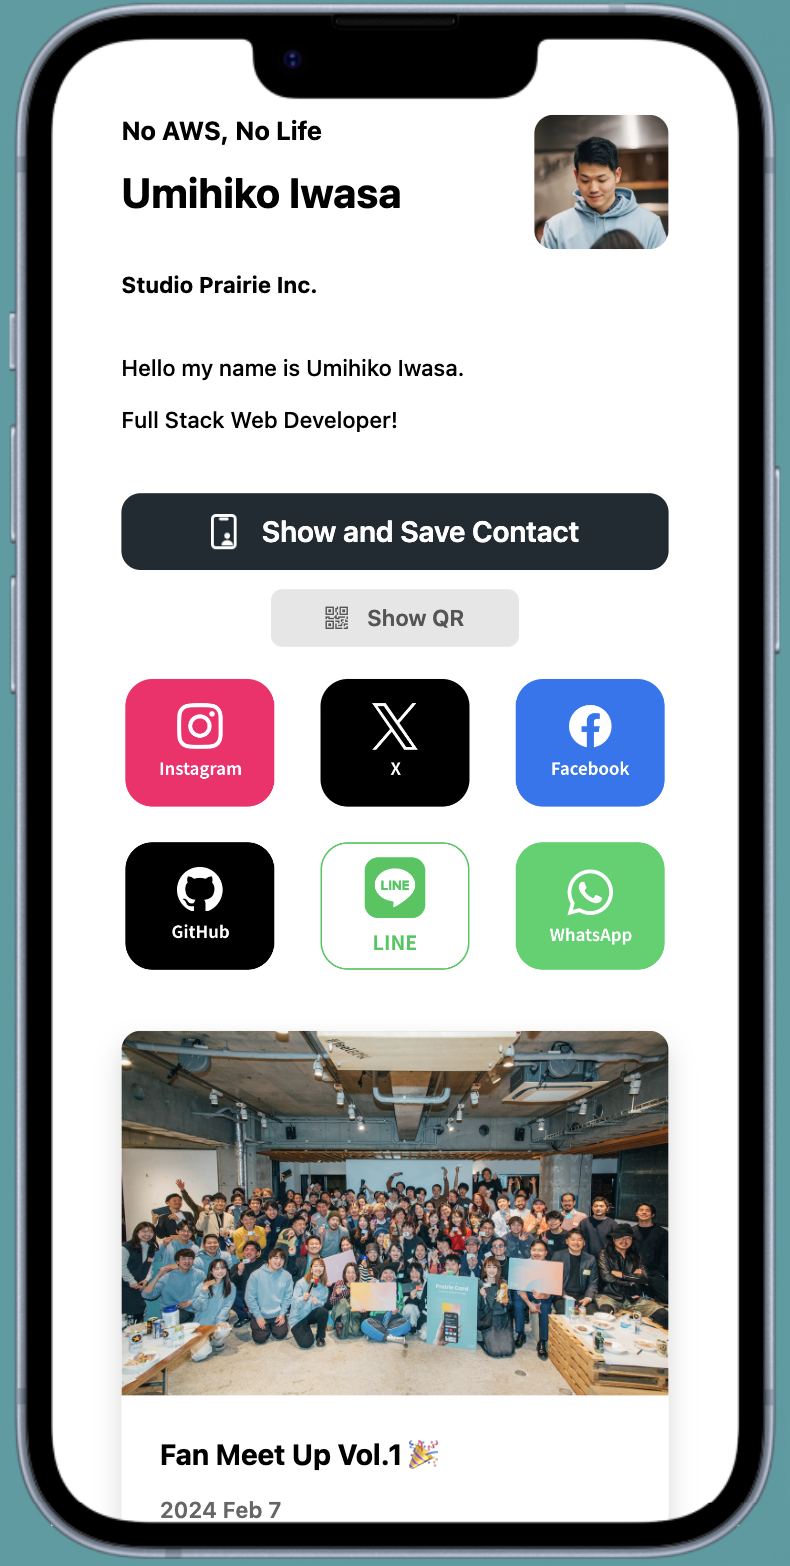 No AWS, No Life
Umihiko Iwasa
Studio Prairie Inc.
Hello my name is Umihiko Iwasa.
Full Stack Web Developer!
Show and Save Contact
Show QR
Instagram
X
Facebook
GitHub
LINE
LINE
WhatsApp
Prairie Card
Fan Meet Up Vol.1🎉
2024 Feb 7